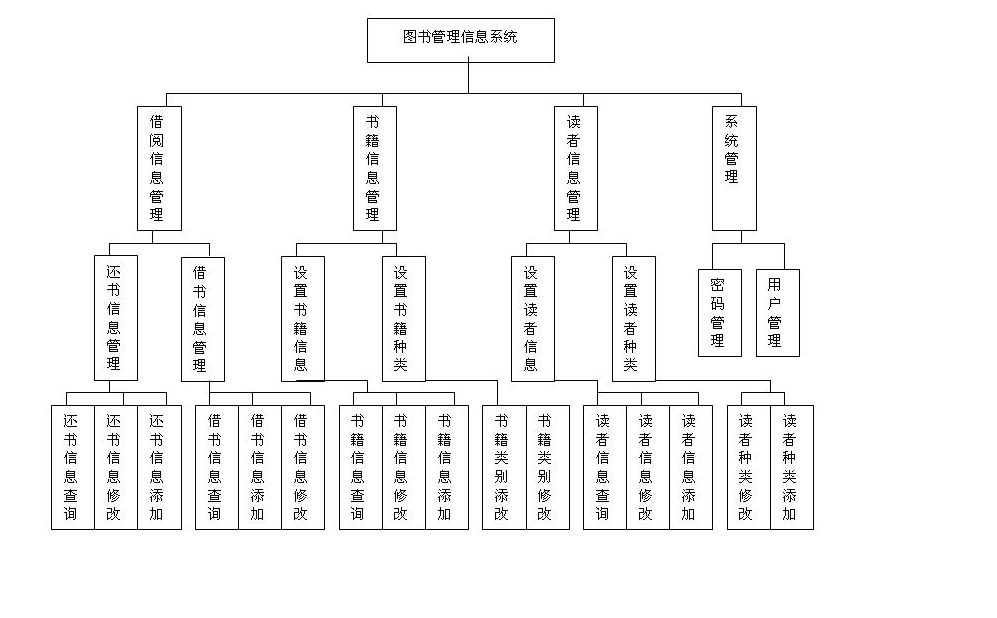 图书管理信息系统
借阅信息管理
书籍信息管理
读者信息管理
系统管理
还书信息管理
借书信息管理
设置书籍信息
设置书籍种类
设置读者信息
设置读者种类
密码管理
用户管理
还书信息查询
还书信息修改
还书信息添加
借书信息查询
借书信息添加
借书信息修改
书籍信息查询
书籍信息修改
书籍信息添加
书籍类别添改
书籍类别修改
读者信息查询
读者信息修改
读者信息添加
读者种类修改
读者种类添加